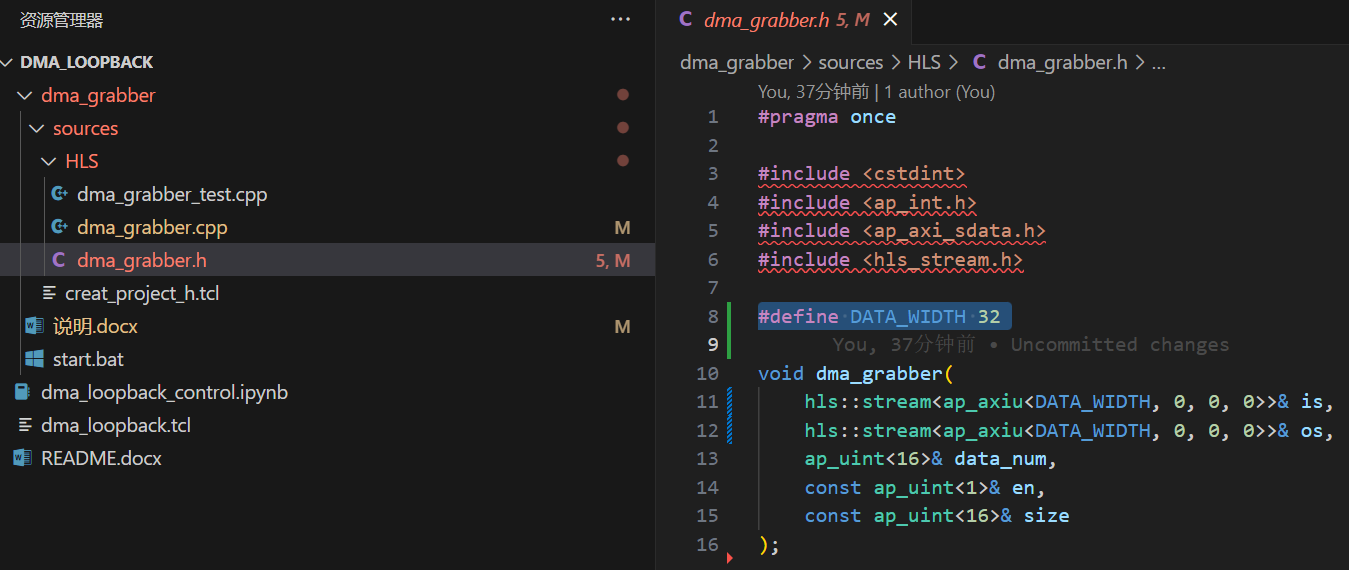 资源管理器
DMA_LOOPBACK
dma_grabber
sources
HLS
dma_grabber_test.cpp
dma_grabber.cpp M
dma_grabber.h 5, M
creat_project_h.tcl
说明.docx M
start.bat
dma_loopback_control.ipynb
dma_loopback.tcl
README.docx
dma_grabber.h 5, M
dma_grabber > sources > HLS > C dma_grabber.h > ...
You, 37分钟前 | 1 author (You)
1 #pragma once
2
3 #include <cstdint>
4 #include <ap_int.h>
5 #include <ap_axi_sdata.h>
6 #include <hls_stream.h>
7
8 #define DATA_WIDTH 32
9 You, 37分钟前 • Uncommitted changes
10 void dma_grabber(
11 hls::stream<ap_axiu<DATA_WIDTH, 0, 0, 0>>& is,
12 hls::stream<ap_axiu<DATA_WIDTH, 0, 0, 0>>& os,
13 ap_uint<16>& data_num,
14 const ap_uint<1>& en,
15 const ap_uint<16>& size
16 );